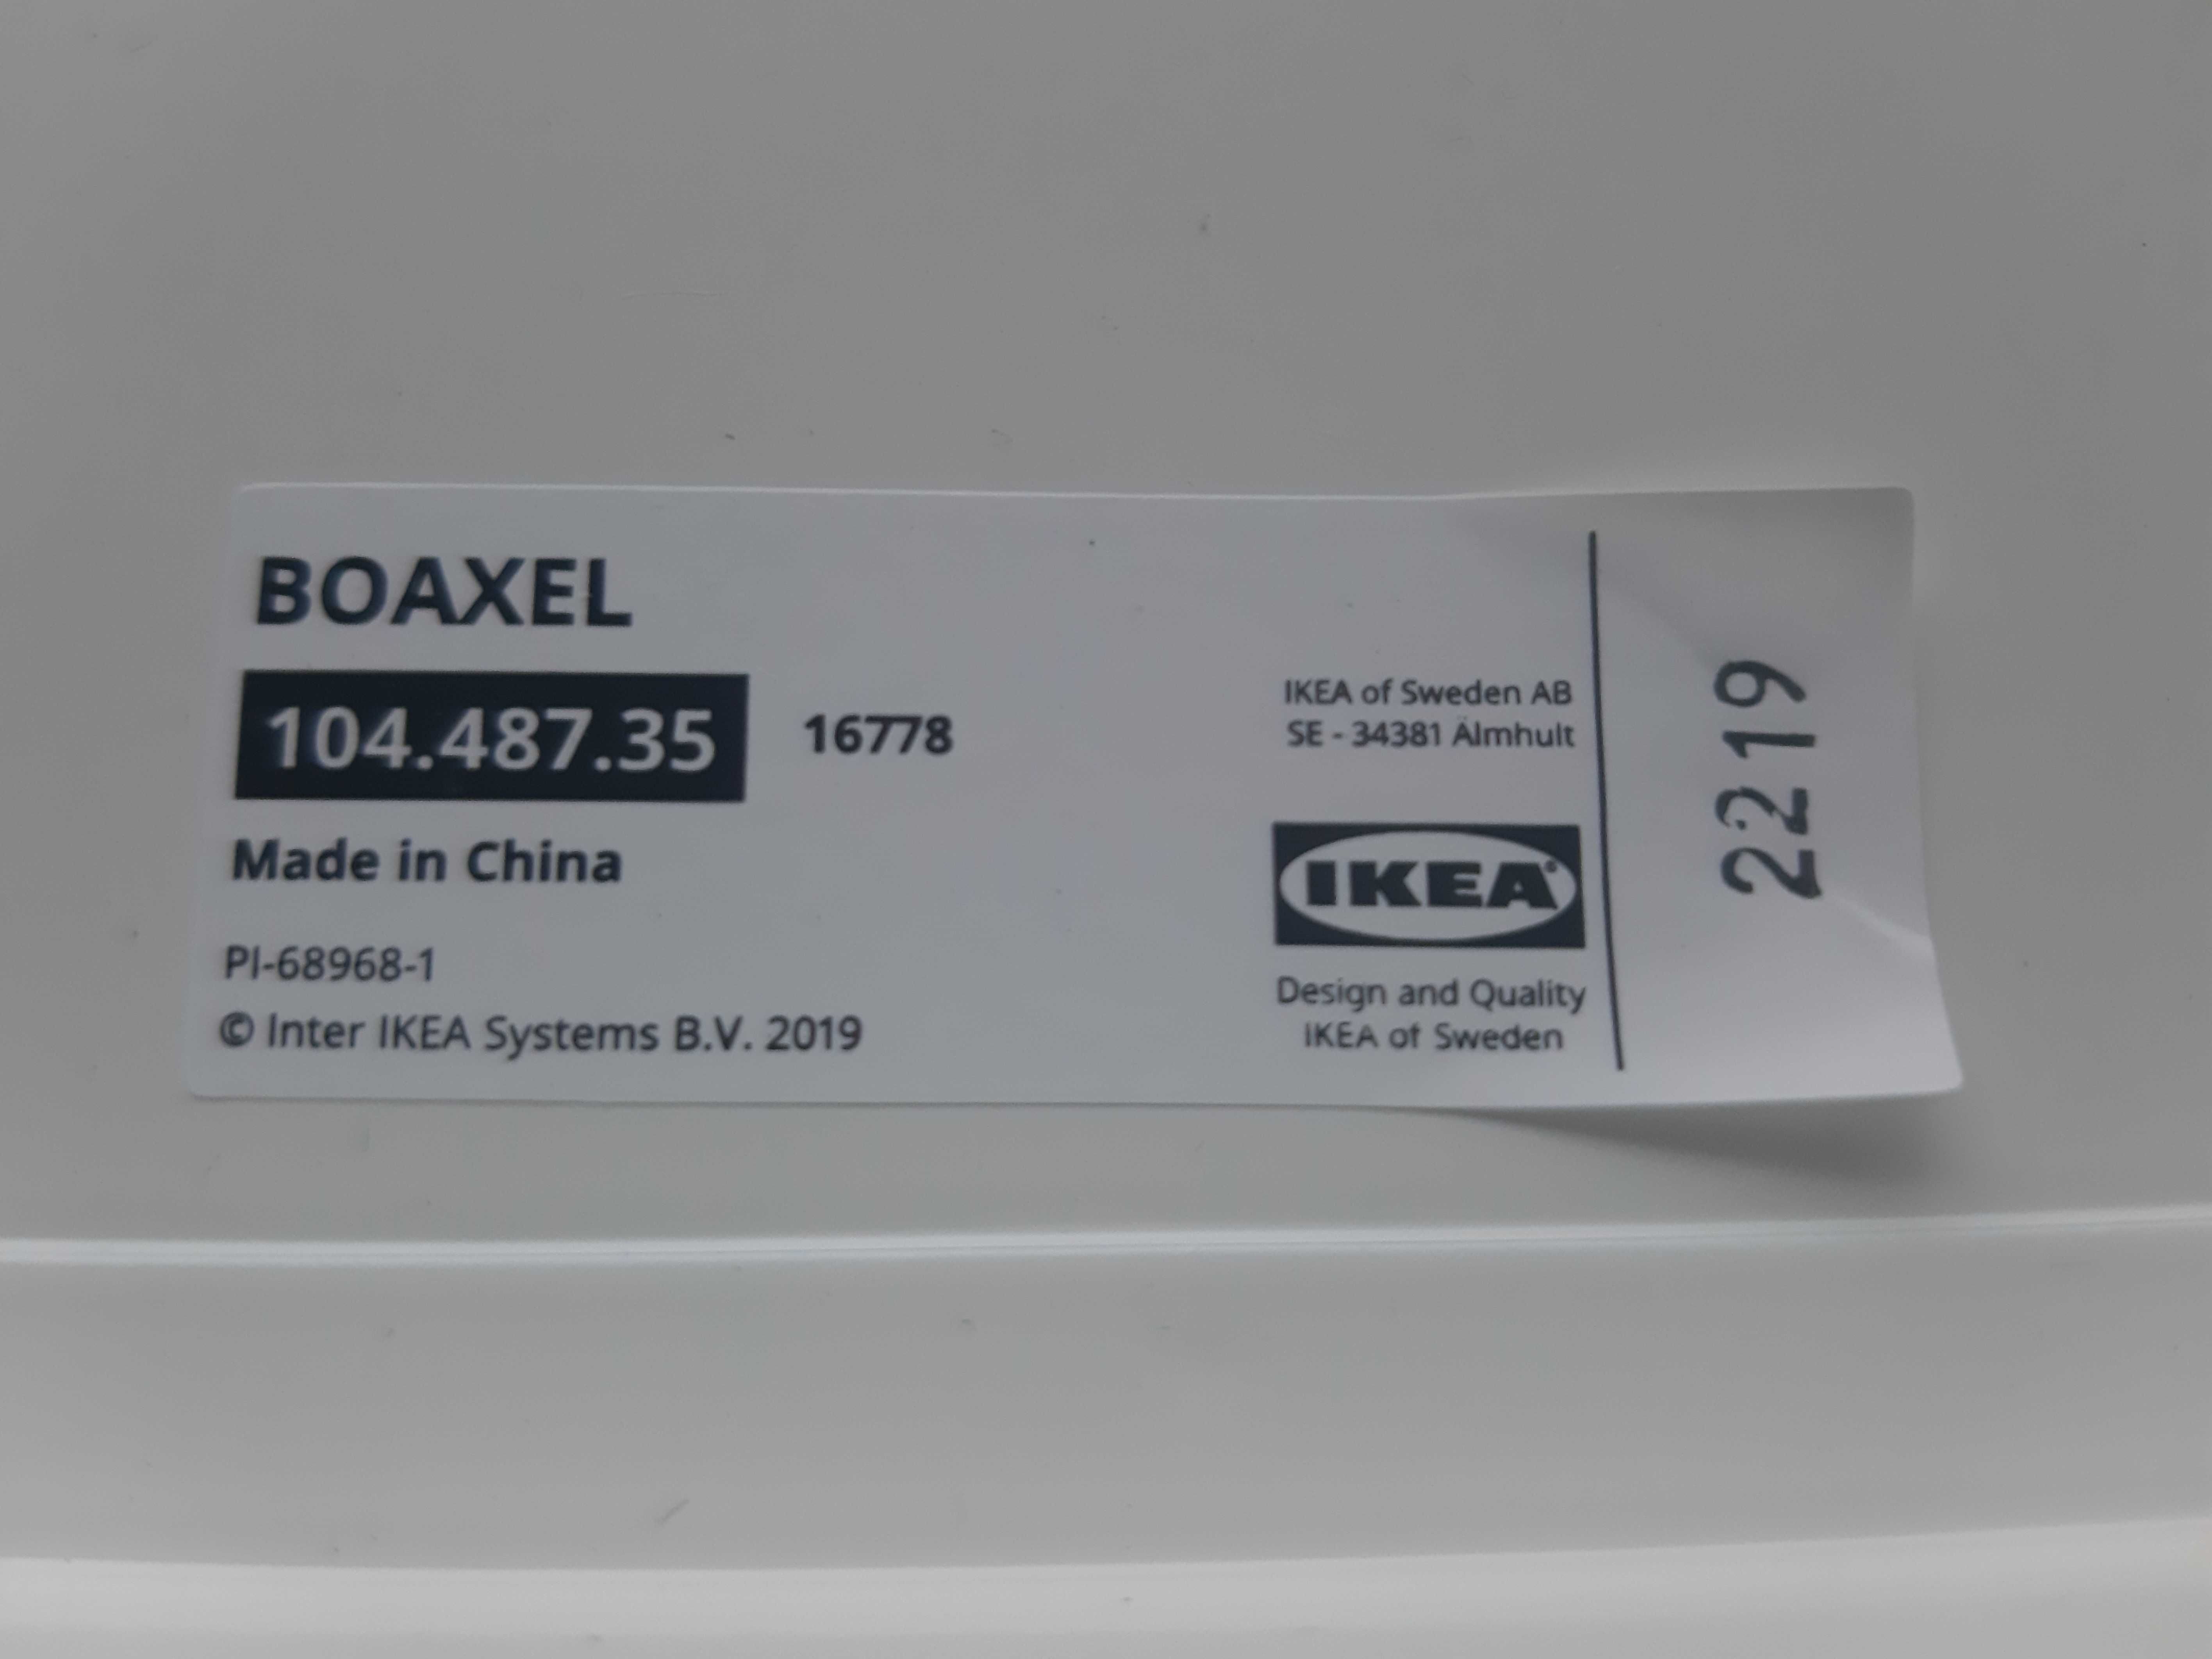 BOAXEL
104.487.35
16778
Made in China
PI-68968-1
© Inter IKEA Systems B.V. 2019
IKEA of Sweden AB
SE - 34381 Älmhult
IKEA®
Design and Quality
IKEA of Sweden
2219